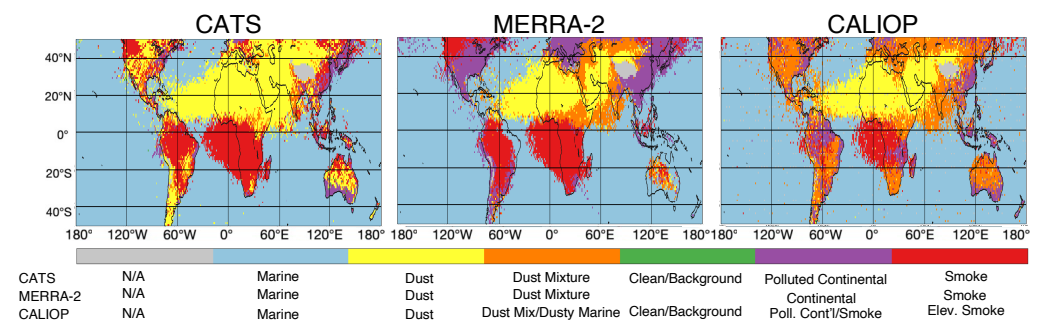 CATS MERRA-2 CALIOP
40°N
20°N
0°
20°S
40°S
180° 120°W 60°W 0° 60°E 120°E 180° 180° 120°W 60°W 0° 60°E 120°E 180° 180° 120°W 60°W 0° 60°E 120°E 180°
CATS N/A Marine Dust Dust Mixture Clean/Background Polluted Continental Smoke
MERRA-2 N/A Marine Dust Dust Mixture Continental Smoke
CALIOP N/A Marine Dust Dust Mix/Dusty Marine Clean/Background Poll. Cont'l/Smoke Elev. Smoke